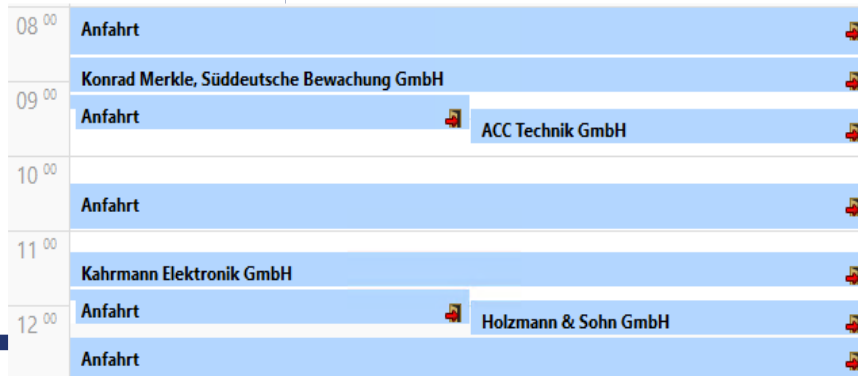 08 00
Anfahrt
Konrad Merkle, Süddeutsche Bewachung GmbH
09 00
Anfahrt
ACC Technik GmbH
10 00
Anfahrt
11 00
Kahrmann Elektronik GmbH
Anfahrt
12 00
Holzmann & Sohn GmbH
Anfahrt